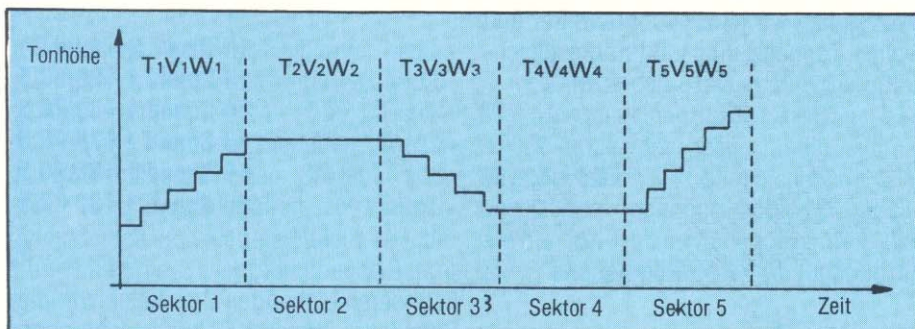 Tonhöhe
T₁V₁W₁ T₂V₂W₂ T₃V₃W₃ T₄V₄W₄ T₅V₅W₅
Sektor 1 Sektor 2 Sektor 3³ Sektor 4 Sektor 5 Zeit